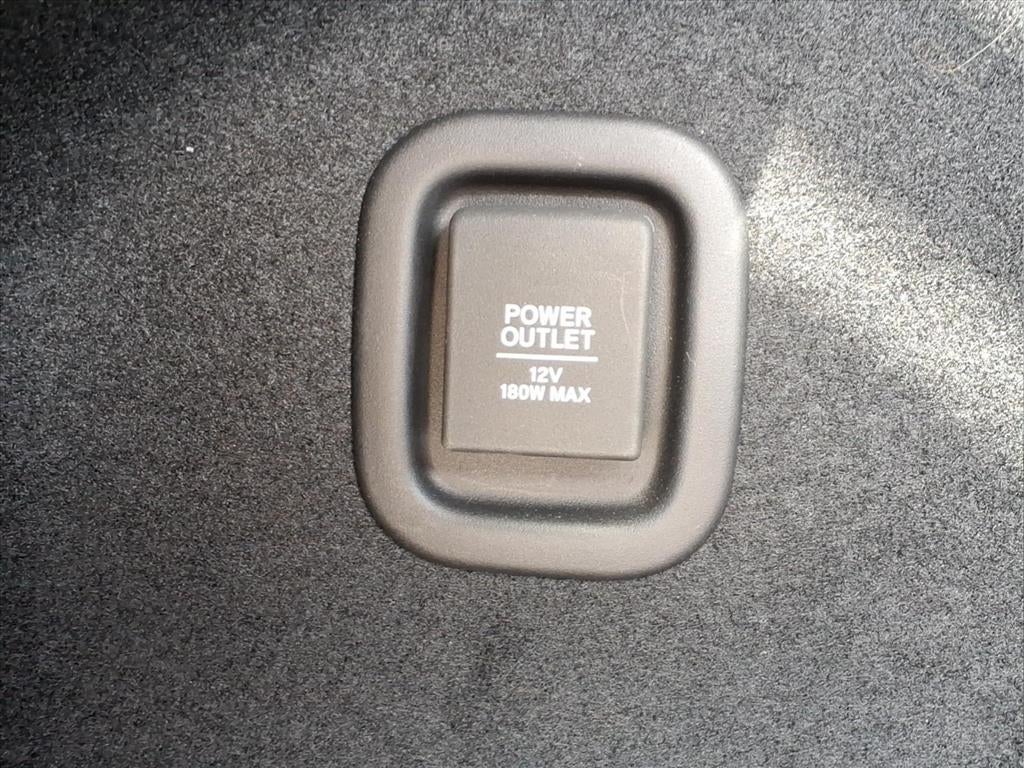 POWER
OUTLET
12V
180W MAX